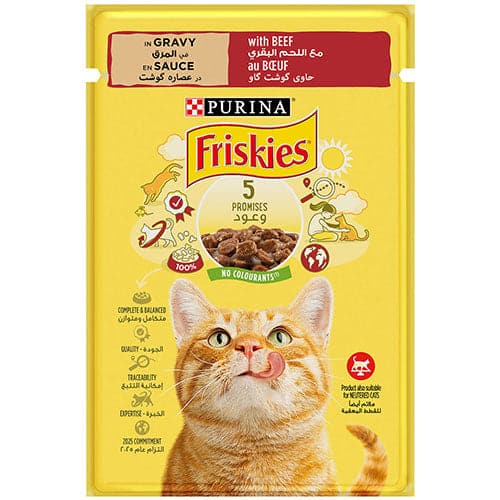 IN GRAVY
في المرق
EN SAUCE
در عصاره گوشت
with BEEF
مع اللحم البقري
au BŒUF
حاوی گوشت گاو
PURINA
Friskies
5
PROMISES
وعود
100%
NO COLOURANTS(1)
COMPLETE & BALANCED
متكامل ومتوازن
QUALITY - الجودة
TRACEABILITY
إمكانية التتبع
EXPERTISE - الخبرة
2025 COMMITMENT
التزام عام ٢٠٢٥
Product also suitable
for NEUTERED CATS
ملائم أيضاً
للقطط المعقمة